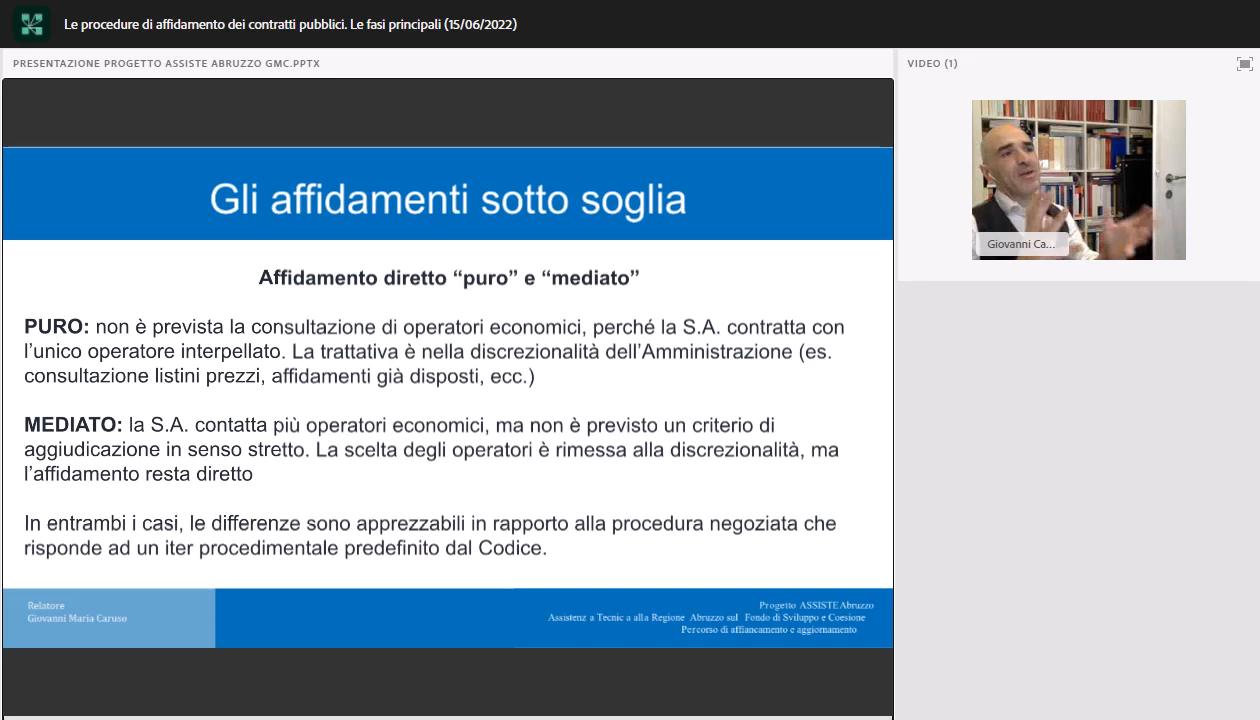 Le procedure di affidamento dei contratti pubblici. Le fasi principali (15/06/2022)
PRESENTAZIONE PROGETTO ASSISTE ABRUZZO GMC.PPTX
VIDEO (1)
Giovanni Ca...
Gli affidamenti sotto soglia
Affidamento diretto “puro” e “mediato”
PURO: non è prevista la consultazione di operatori economici, perché la S.A. contratta con
l’unico operatore interpellato. La trattativa è nella discrezionalità dell’Amministrazione (es.
consultazione listini prezzi, affidamenti già disposti, ecc.)
MEDIATO: la S.A. contatta più operatori economici, ma non è previsto un criterio di
aggiudicazione in senso stretto. La scelta degli operatori è rimessa alla discrezionalità, ma
l’affidamento resta diretto
In entrambi i casi, le differenze sono apprezzabili in rapporto alla procedura negoziata che
risponde ad un iter procedimentale predefinito dal Codice.
Relatore
Giovanni Maria Caruso
Progetto ASSISTE Abruzzo
Assistenz a Tecnic a alla Regione Abruzzo sul Fondo di Sviluppo e Coesione
Percorso di affiancamento e aggiornamento